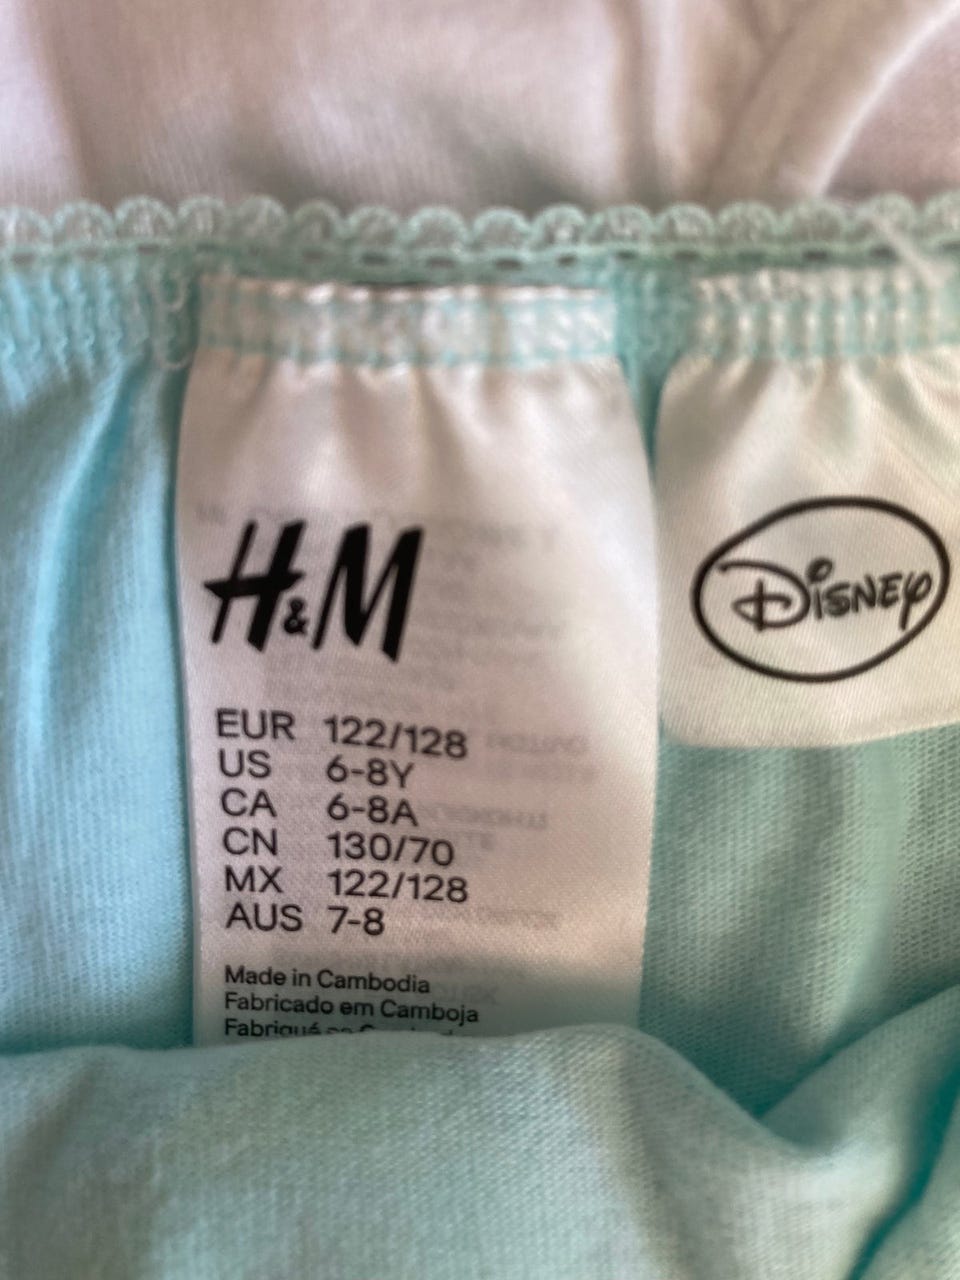 H&M
EUR 122/128
US 6-8Y
CA 6-8A
CN 130/70
MX 122/128
AUS 7-8
Made in Cambodia
Fabricado em Camboja
Fabriqué
Disney